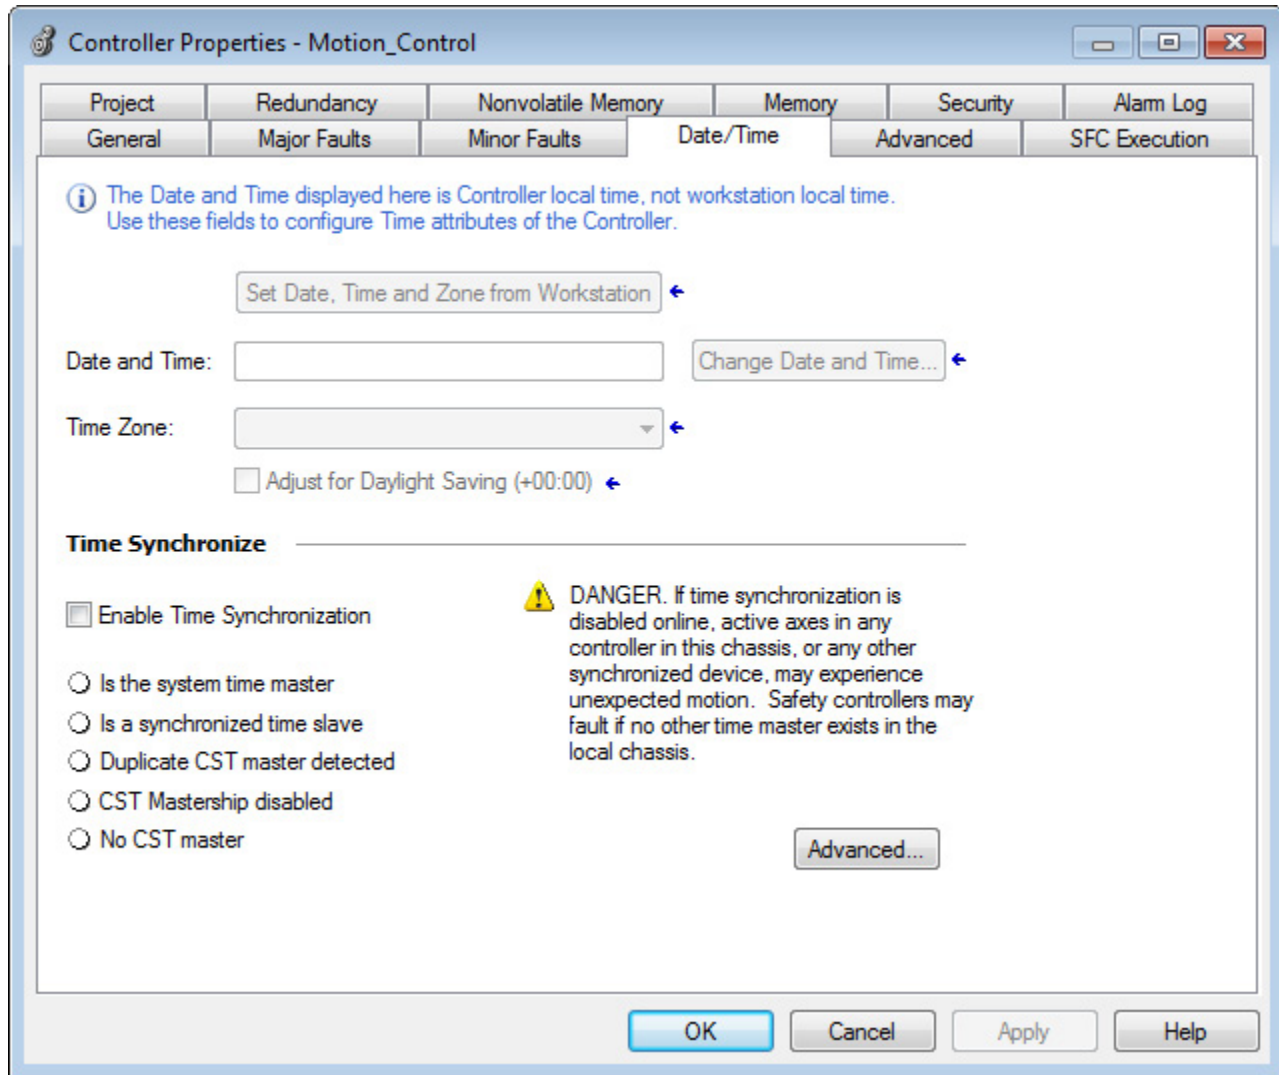 Controller Properties - Motion_Control
Project Redundancy Nonvolatile Memory Memory Security Alarm Log
General Major Faults Minor Faults Date/Time Advanced SFC Execution
The Date and Time displayed here is Controller local time, not workstation local time.
Use these fields to configure Time attributes of the Controller.
Set Date, Time and Zone from Workstation
Date and Time: Change Date and Time...
Time Zone:
Adjust for Daylight Saving (+00:00)
Time Synchronize
Enable Time Synchronization
Is the system time master
Is a synchronized time slave
Duplicate CST master detected
CST Mastership disabled
No CST master
DANGER. If time synchronization is
disabled online, active axes in any
controller in this chassis, or any other
synchronized device, may experience
unexpected motion.  Safety controllers may
fault if no other time master exists in the
local chassis.
Advanced...
OK Cancel Apply Help